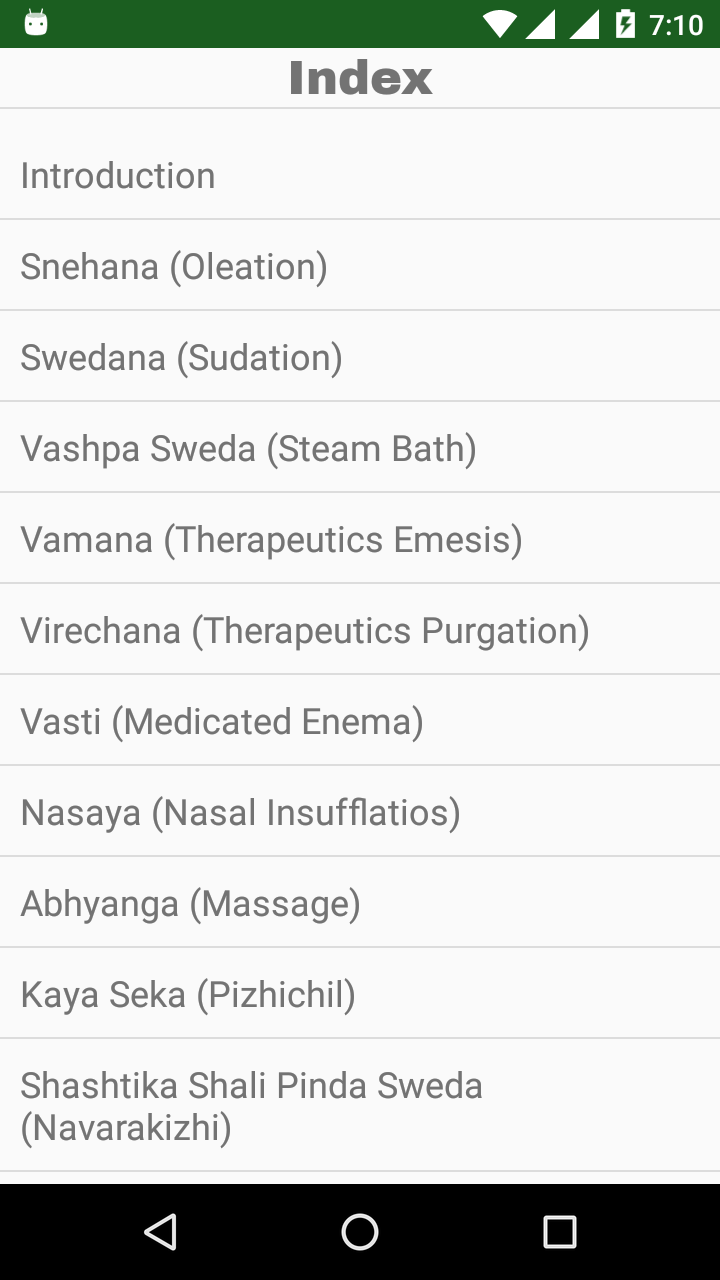 7:10
Index
Introduction
Snehana (Oleation)
Swedana (Sudation)
Vashpa Sweda (Steam Bath)
Vamana (Therapeutics Emesis)
Virechana (Therapeutics Purgation)
Vasti (Medicated Enema)
Nasaya (Nasal Insufflatios)
Abhyanga (Massage)
Kaya Seka (Pizhichil)
Shashtika Shali Pinda Sweda
(Navarakizhi)